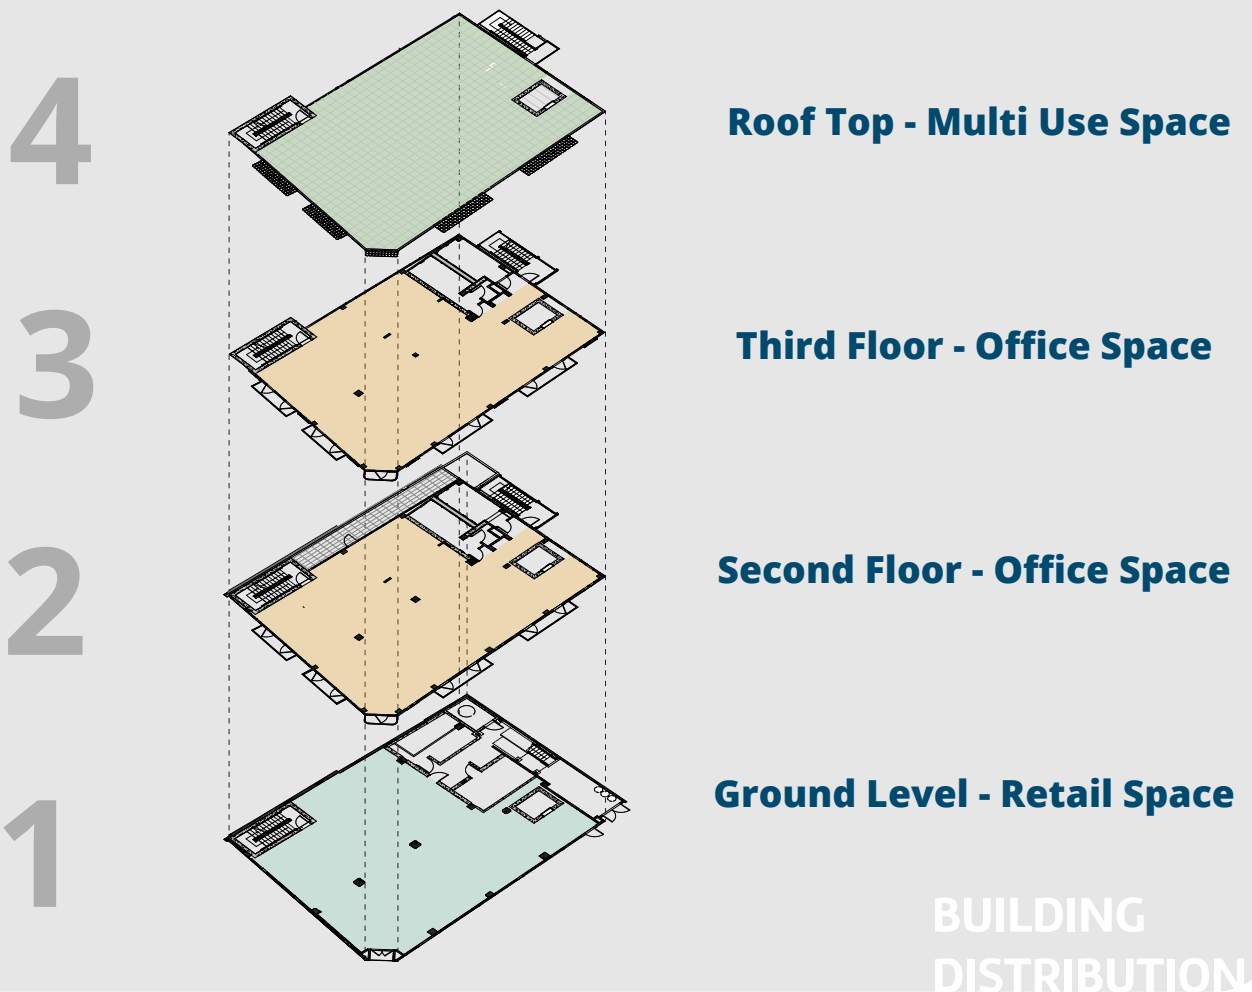 4
Roof Top - Multi Use Space
3
Third Floor - Office Space
2
Second Floor - Office Space
1
Ground Level - Retail Space
BUILDING
DISTRIBUTION